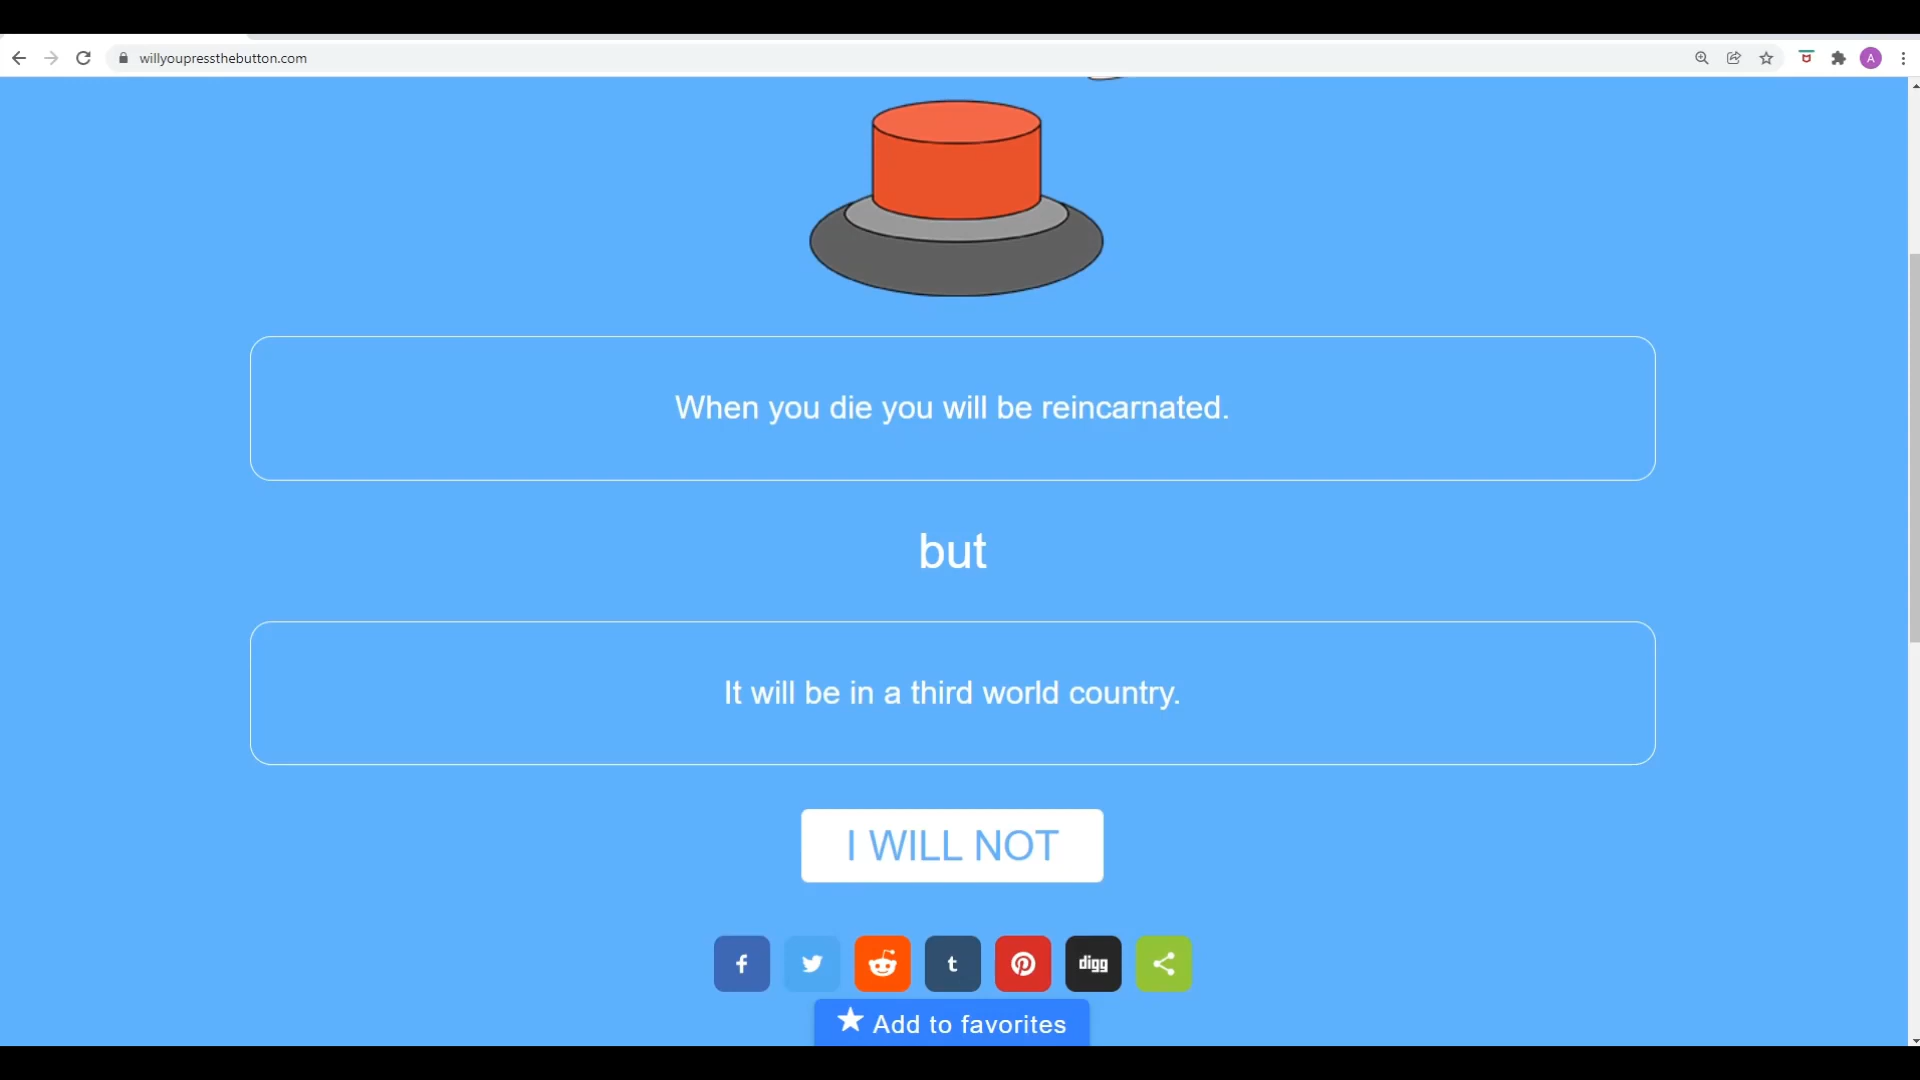 willyoupressthebutton.com
A
When you die you will be reincarnated.
but
It will be in a third world country.
I WILL NOT
f
t
digg
Add to favorites